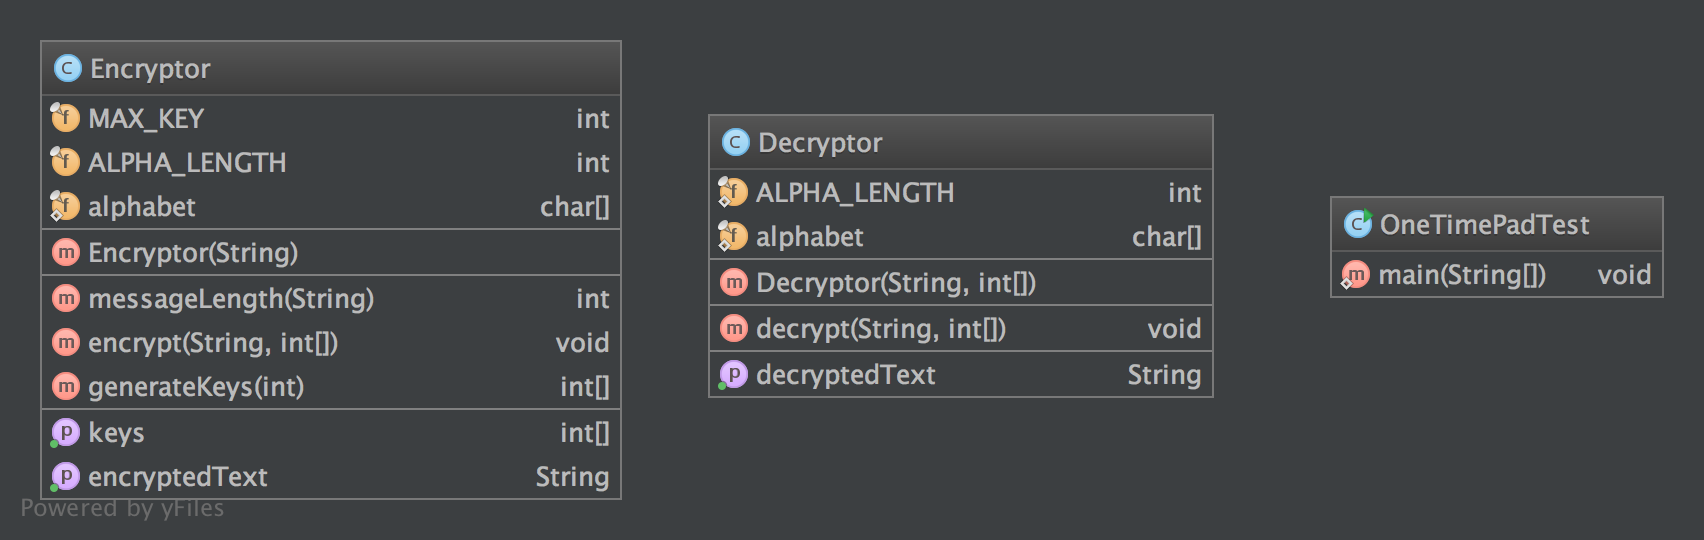 Encryptor
MAX_KEY int
ALPHA_LENGTH int
alphabet char[]
Encryptor(String)
messageLength(String) int
encrypt(String, int[]) void
generateKeys(int) int[]
keys int[]
encryptedText String
Powered by yFiles
Decryptor
ALPHA_LENGTH int
alphabet char[]
Decryptor(String, int[])
decrypt(String, int[]) void
decryptedText String
OneTimePadTest
main(String[]) void